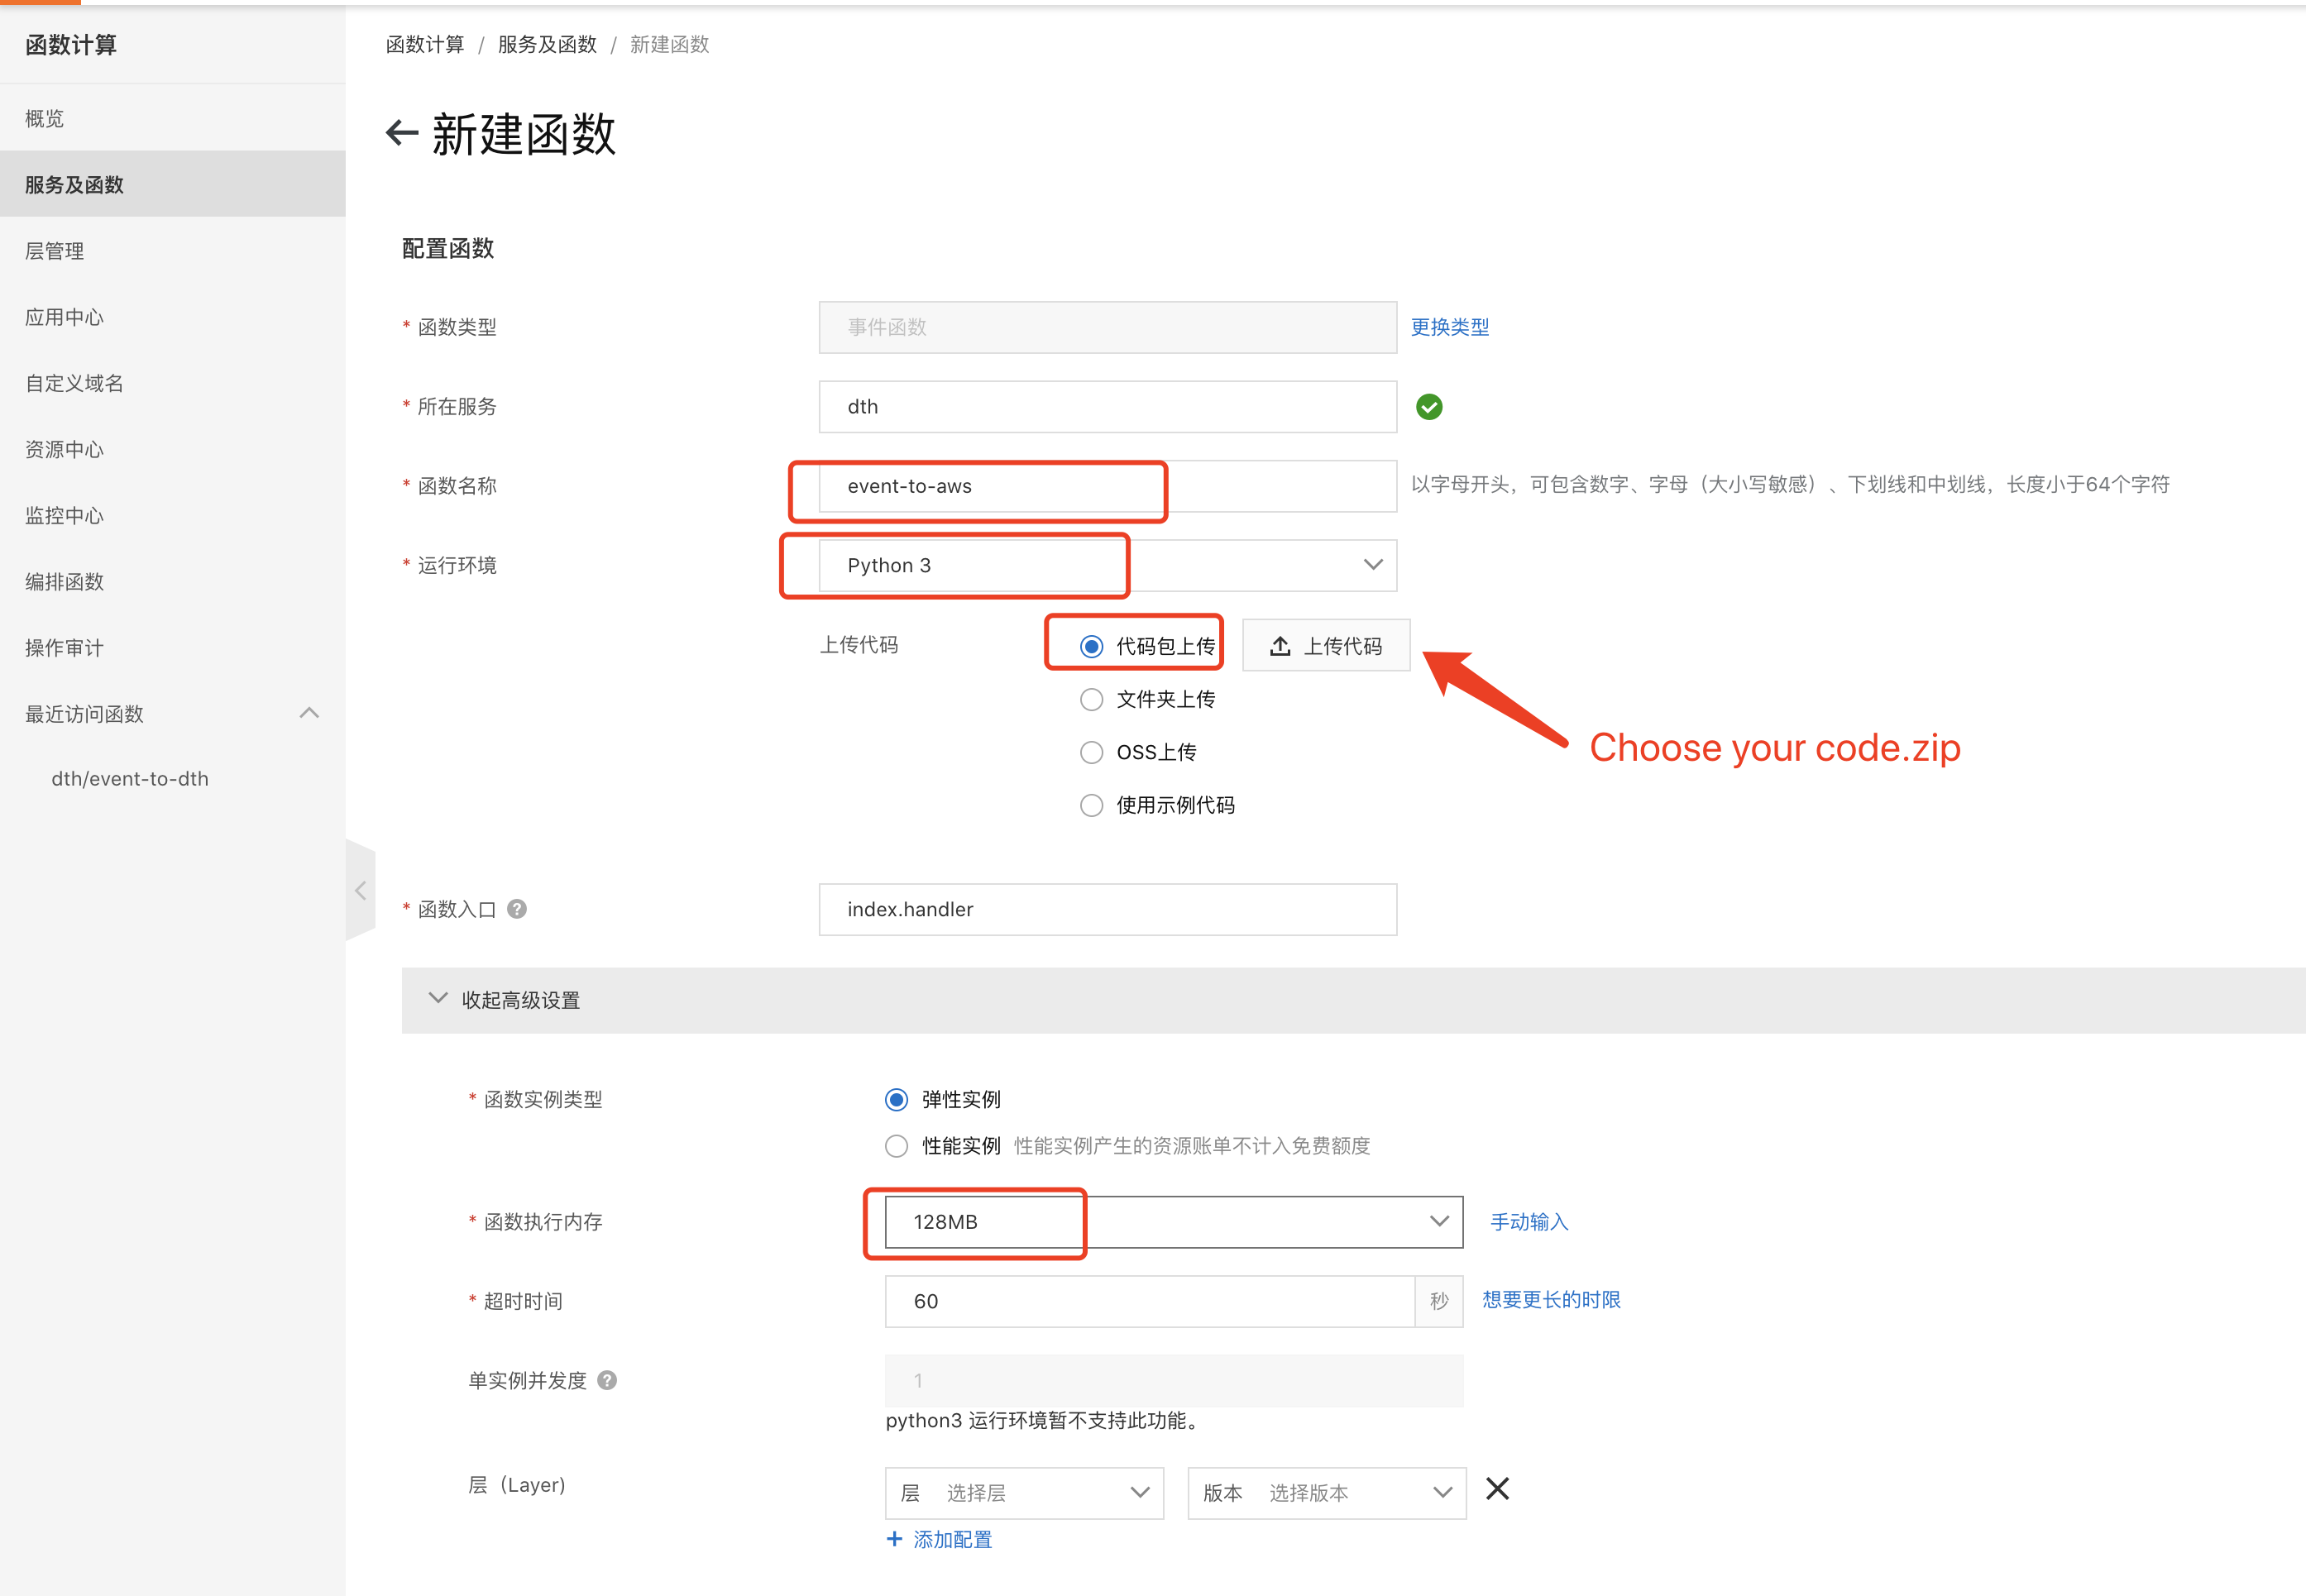 函数计算
概览
服务及函数
层管理
应用中心
自定义域名
资源中心
监控中心
编排函数
操作审计
最近访问函数
dth/event-to-dth
函数计算 / 服务及函数 / 新建函数
新建函数
配置函数
* 函数类型 事件函数 更换类型
* 所在服务 dth
* 函数名称 event-to-aws 以字母开头，可包含数字、字母（大小写敏感）、下划线和中划线，长度小于64个字符
* 运行环境 Python 3
上传代码 代码包上传 上传代码
文件夹上传
Choose your code.zip
OSS上传
使用示例代码
* 函数入口 ? index.handler
收起高级设置
* 函数实例类型 弹性实例
性能实例 性能实例产生的资源账单不计入免费额度
* 函数执行内存 128MB 手动输入
* 超时时间 60 秒 想要更长的时限
单实例并发度 ? 1
python3 运行环境暂不支持此功能。
层（Layer) 层 选择层 版本 选择版本
+ 添加配置